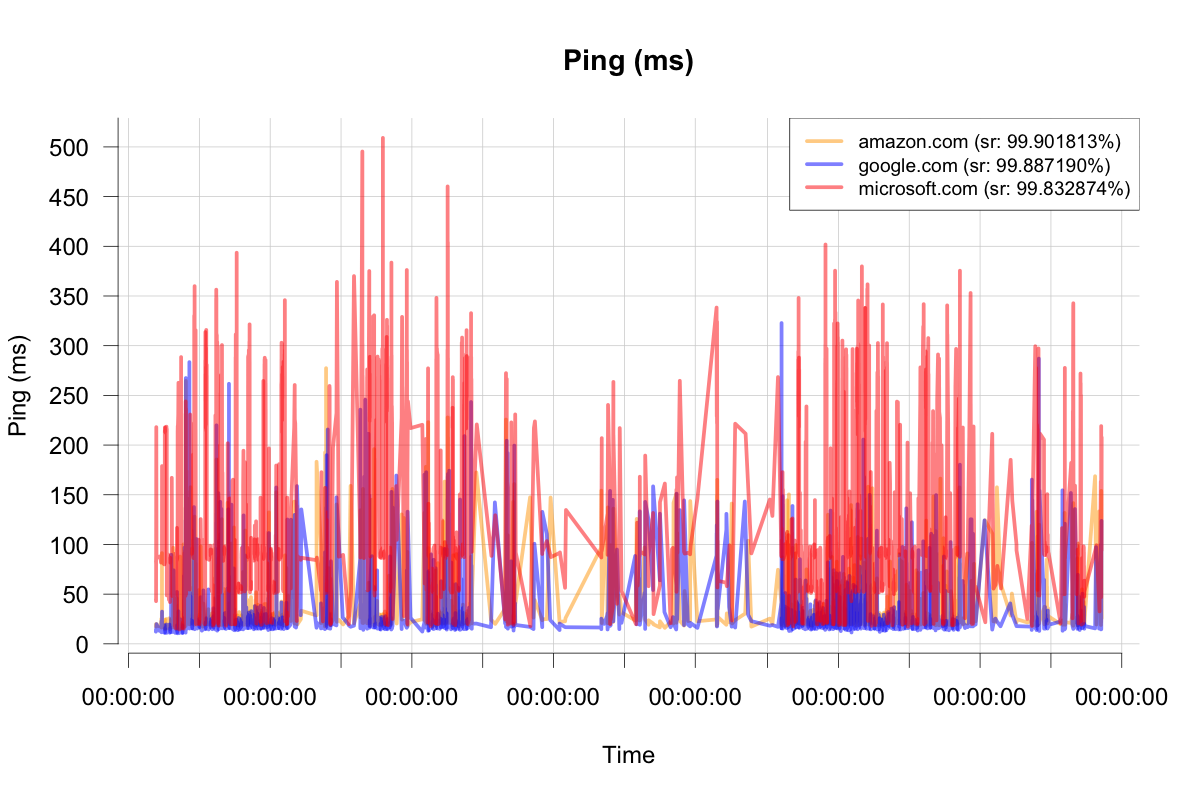 Ping (ms)
amazon.com (sr: 99.901813%)
google.com (sr: 99.887190%)
microsoft.com (sr: 99.832874%)
500
450
400
350
300
250
200
150
100
50
0
Ping (ms)
00:00:00 00:00:00 00:00:00 00:00:00 00:00:00 00:00:00 00:00:00 00:00:00
Time